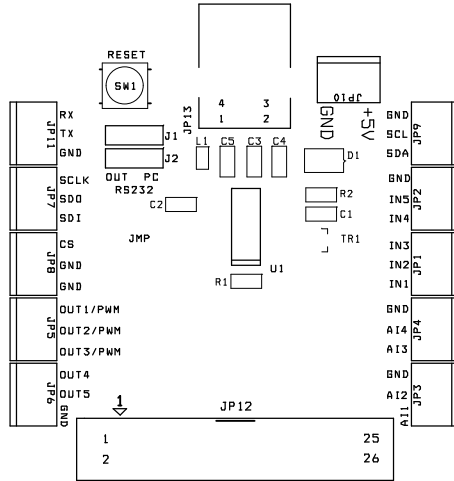 RESET
SW1
JP13
4 3
1 2
JP10
GND
+5V
JP11
RX
TX
GND
J1
J2
OUT PC
RS232
L1 C5 C3 C4
D1
R2
C1
C2
TR1
JMP
U1
R1
JP7
SCLK
SDO
SDI
JP8
CS
GND
GND
JP5
OUT1/PWM
OUT2/PWM
OUT3/PWM
JP6
OUT4
OUT5
GND
GND
SCL
SDA
JP9
GND
IN5
IN4
JP2
IN3
IN2
IN1
JP1
GND
AI4
AI3
JP4
GND
AI2
AI1
JP3
1
JP12
1 25
2 26